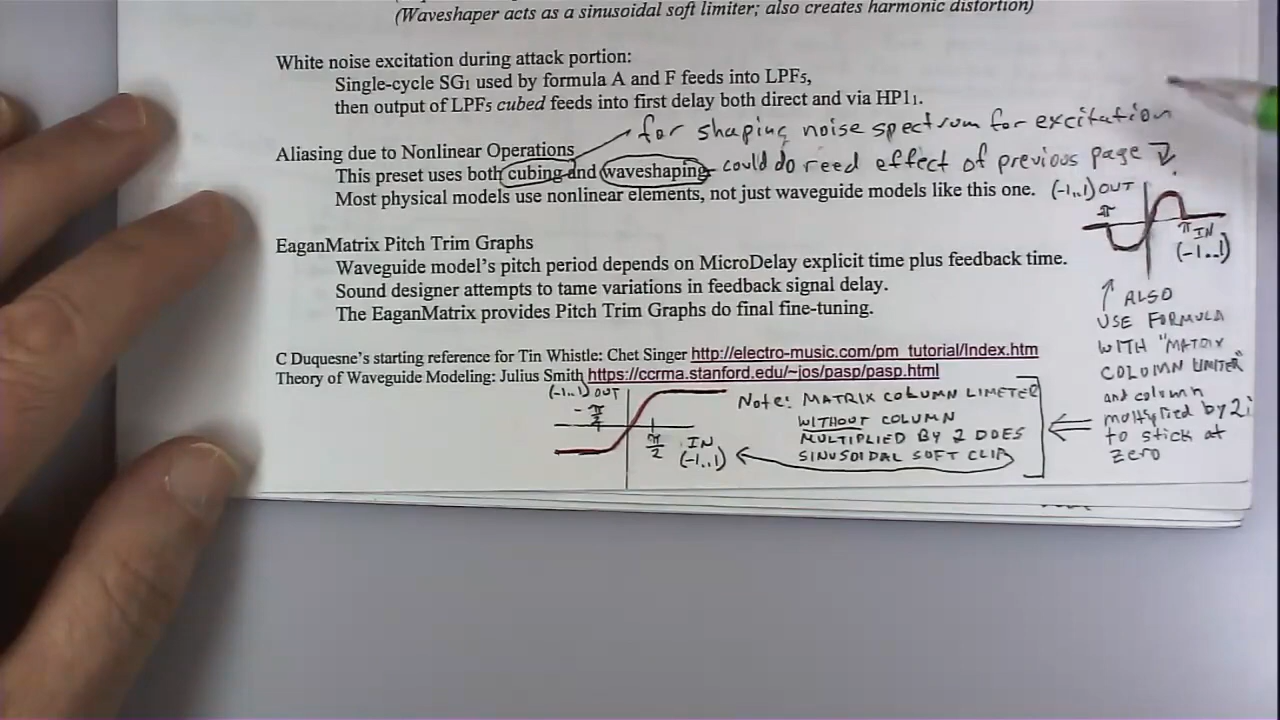 (Waveshaper acts as a sinusoidal soft limiter; also creates harmonic distortion)
White noise excitation during attack portion:
Single-cycle SG1 used by formula A and F feeds into LPF5,
then output of LPF5 cubed feeds into first delay both direct and via HP11.
for shaping noise spectrum for excitation
Aliasing due to Nonlinear Operations
This preset uses both cubing and waveshaping. could do reed effect of previous page
Most physical models use nonlinear elements, not just waveguide models like this one.
(-1..1) OUT
-π
π IN
(-1..1)
EaganMatrix Pitch Trim Graphs
Waveguide model's pitch period depends on MicroDelay explicit time plus feedback time.
Sound designer attempts to tame variations in feedback signal delay.
The EaganMatrix provides Pitch Trim Graphs do final fine-tuning.
↑ ALSO
USE FORMULA
WITH "MATRIX
COLUMN LIMITER"
and column
multiplied by 2
to stick at
zero
C Duquesne's starting reference for Tin Whistle: Chet Singer http://electro-music.com/pm_tutorial/Index.htm
Theory of Waveguide Modeling: Julius Smith https://ccrma.stanford.edu/~jos/pasp/pasp.html
(-1..1) OUT
π/2 IN
(-1..1)
Note: MATRIX COLUMN LIMETER
WITHOUT COLUMN
MULTIPLIED BY 2 DOES
SINUSOIDAL SOFT CLIP